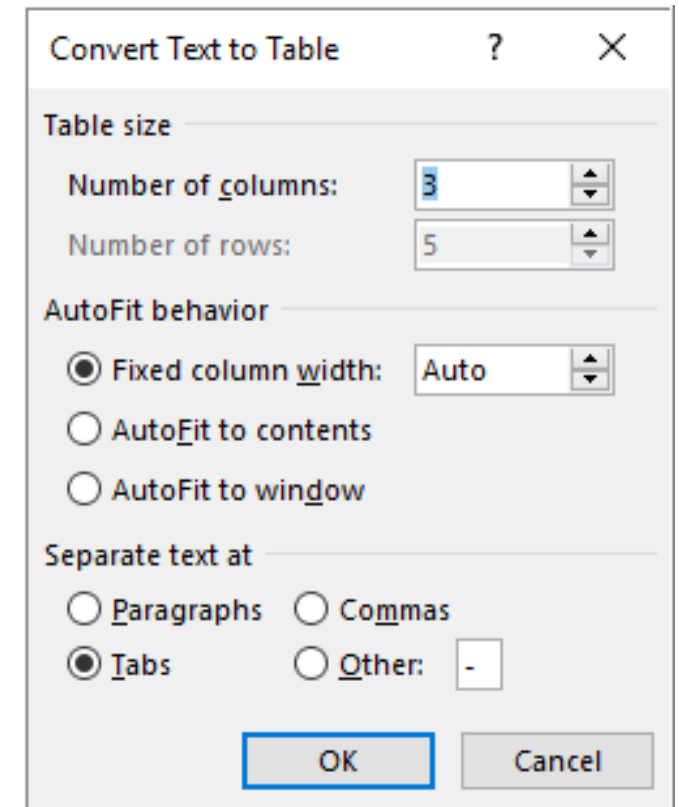 Convert Text to Table ?
Table size
Number of columns: 3
Number of rows: 5
AutoFit behavior
Fixed column width: Auto
AutoFit to contents
AutoFit to window
Separate text at
Paragraphs Commas
Tabs Other: -
OK Cancel